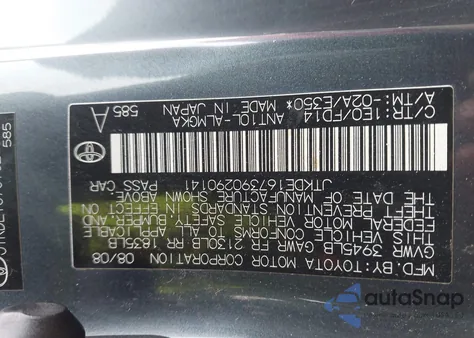 MFD. BY: TOYOTA MOTOR CORPORATION 08/08
GVWR 3945LB GAWR FR 2130LB RR 1835LB
THIS VEHICLE CONFORMS TO ALL APPLICABLE
FEDERAL MOTOR VEHICLE SAFETY, BUMPER, AND
THEFT PREVENTION STANDARDS IN EFFECT ON
THE DATE OF MANUFACTURE SHOWN ABOVE.
JTKDE167390290141 PASS CAR
C/TR: 1E0/FD14 ANT10L-ALMGKA
A/TM: -02A/E350* MADE IN JAPAN
585 A
585
autoSnap